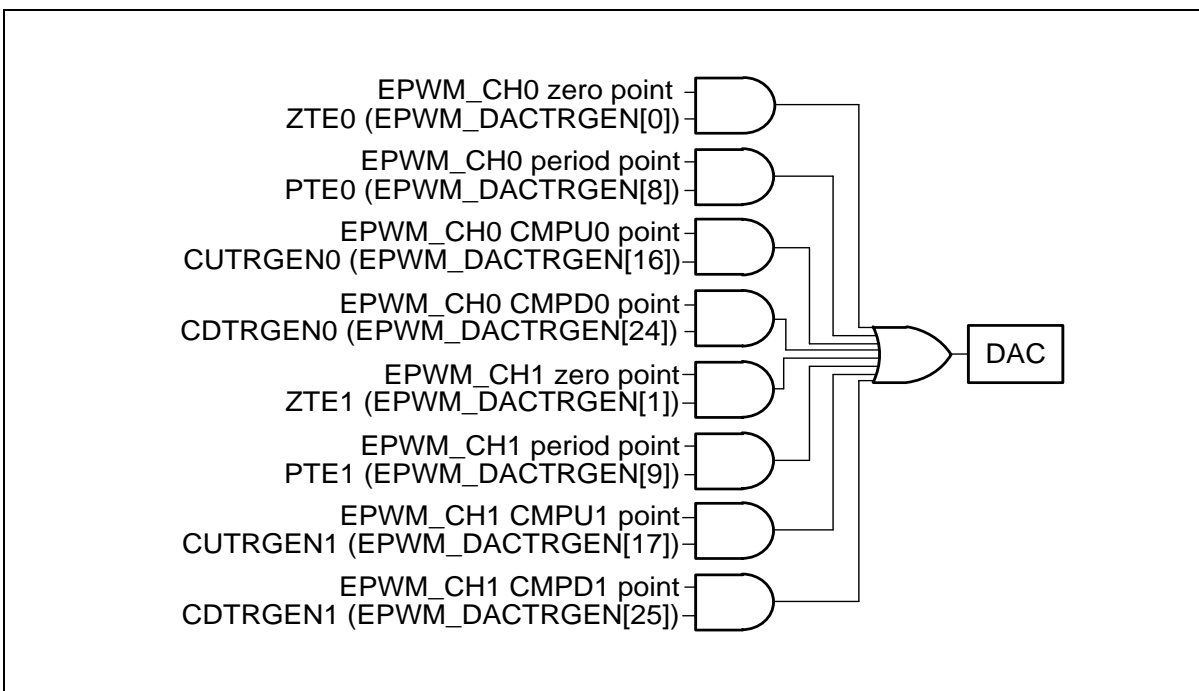 EPWM_CH0 zero point
ZTE0 (EPWM_DACTRGEN[0])
EPWM_CH0 period point
PTE0 (EPWM_DACTRGEN[8])
EPWM_CH0 CMPU0 point
CUTRGEN0 (EPWM_DACTRGEN[16])
EPWM_CH0 CMPD0 point
CDTRGEN0 (EPWM_DACTRGEN[24])
EPWM_CH1 zero point
ZTE1 (EPWM_DACTRGEN[1])
EPWM_CH1 period point
PTE1 (EPWM_DACTRGEN[9])
EPWM_CH1 CMPU1 point
CUTRGEN1 (EPWM_DACTRGEN[17])
EPWM_CH1 CMPD1 point
CDTRGEN1 (EPWM_DACTRGEN[25])
DAC